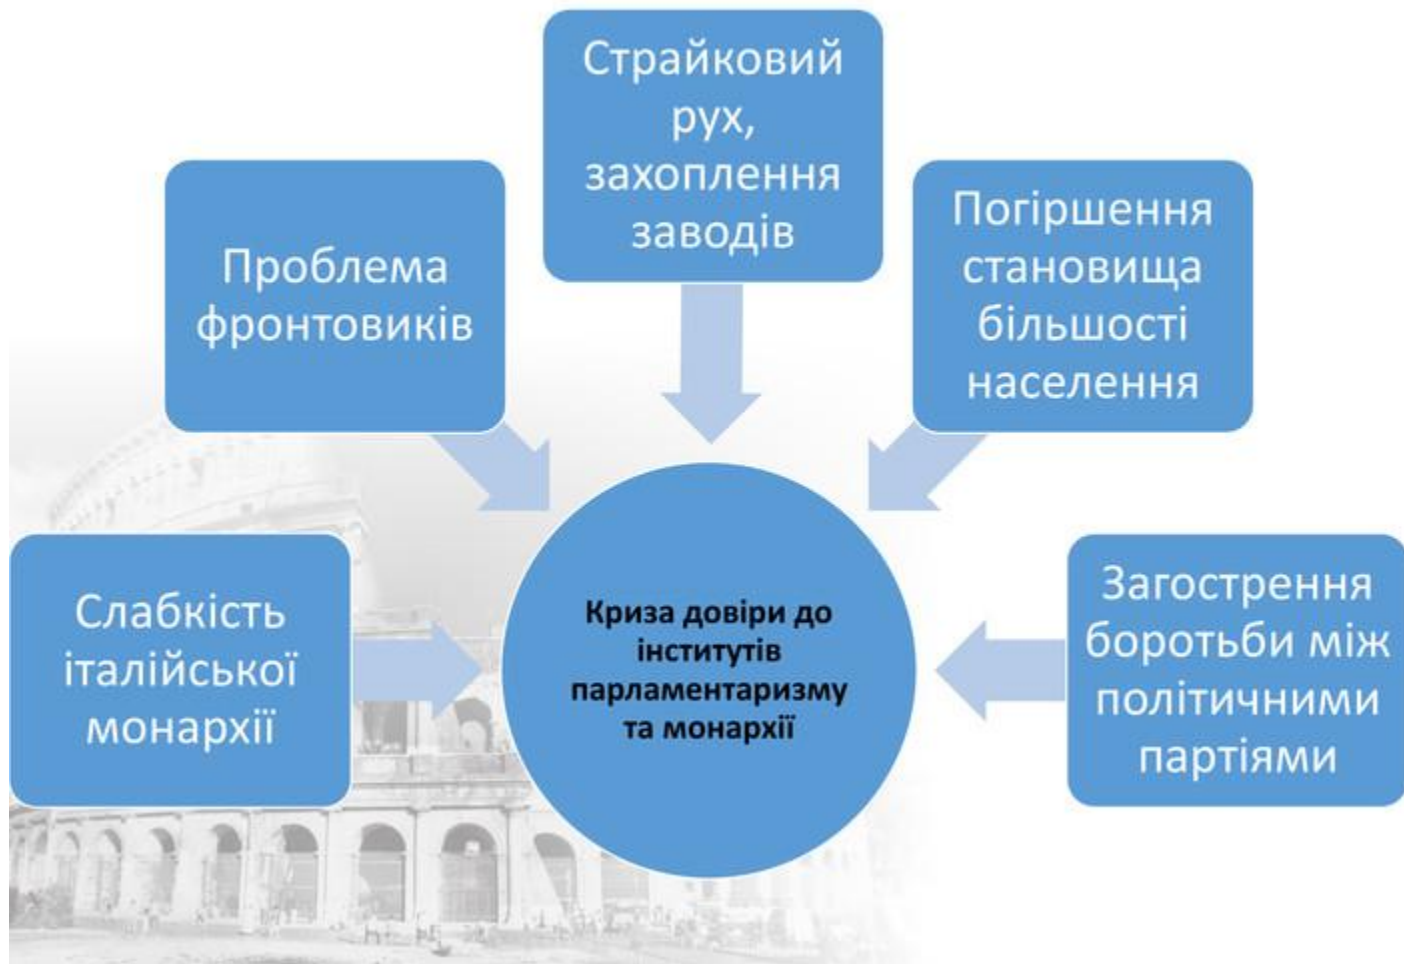 Страйковий
рух,
захоплення
заводів
Проблема
фронтовиків
Погіршення
становища
більшості
населення
Слабкість
італійської
монархії
Криза довіри до
інститутів
парламентаризму
та монархії
Загострення
боротьби між
політичними
партіями